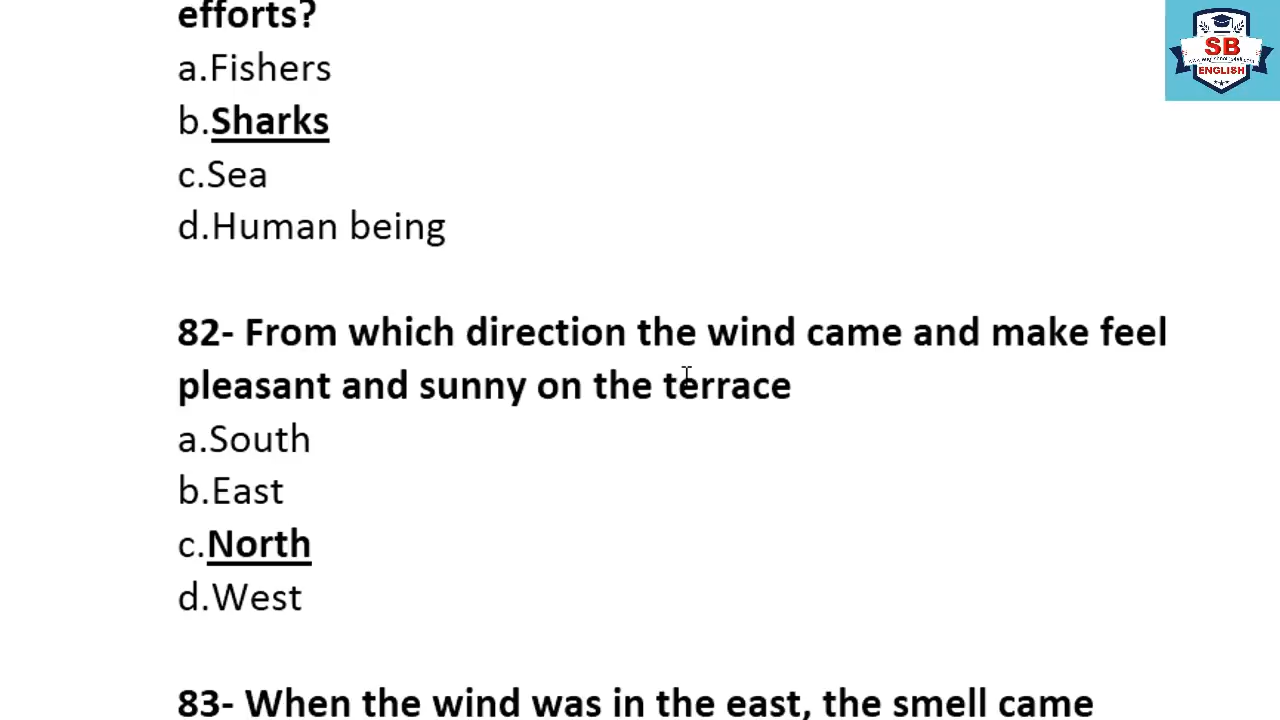 efforts?
a.Fishers
b.Sharks
c.Sea
d.Human being
82- From which direction the wind came and make feel
pleasant and sunny on the terrace
a.South
b.East
c.North
d.West
83- When the wind was in the east, the smell came
SB
ENGLISH